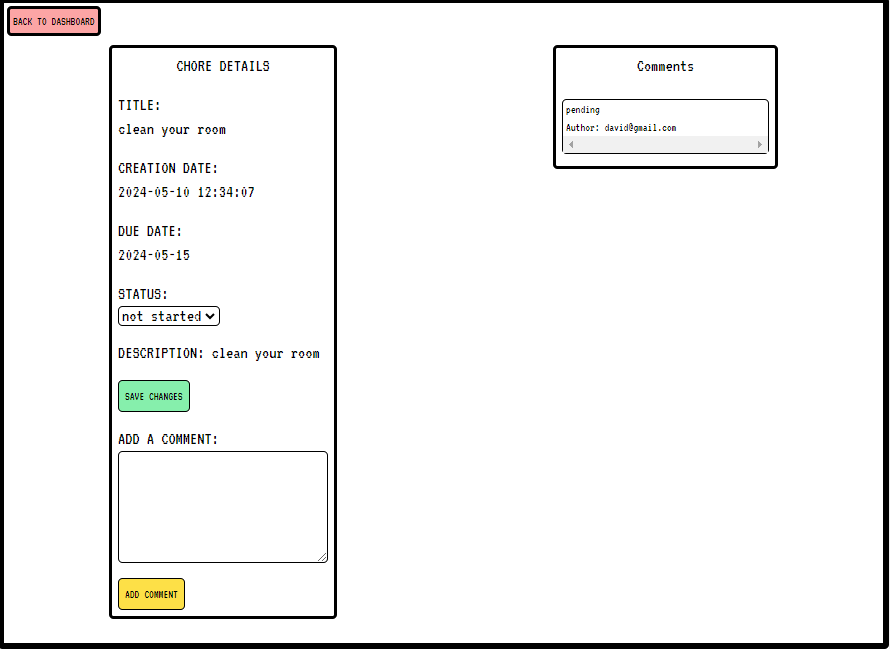 BACK TO DASHBOARD
CHORE DETAILS
TITLE:
clean your room
CREATION DATE:
2024-05-10 12:34:07
DUE DATE:
2024-05-15
STATUS:
not started
DESCRIPTION: clean your room
SAVE CHANGES
ADD A COMMENT:
ADD COMMENT
Comments
pending
Author: david@gmail.com